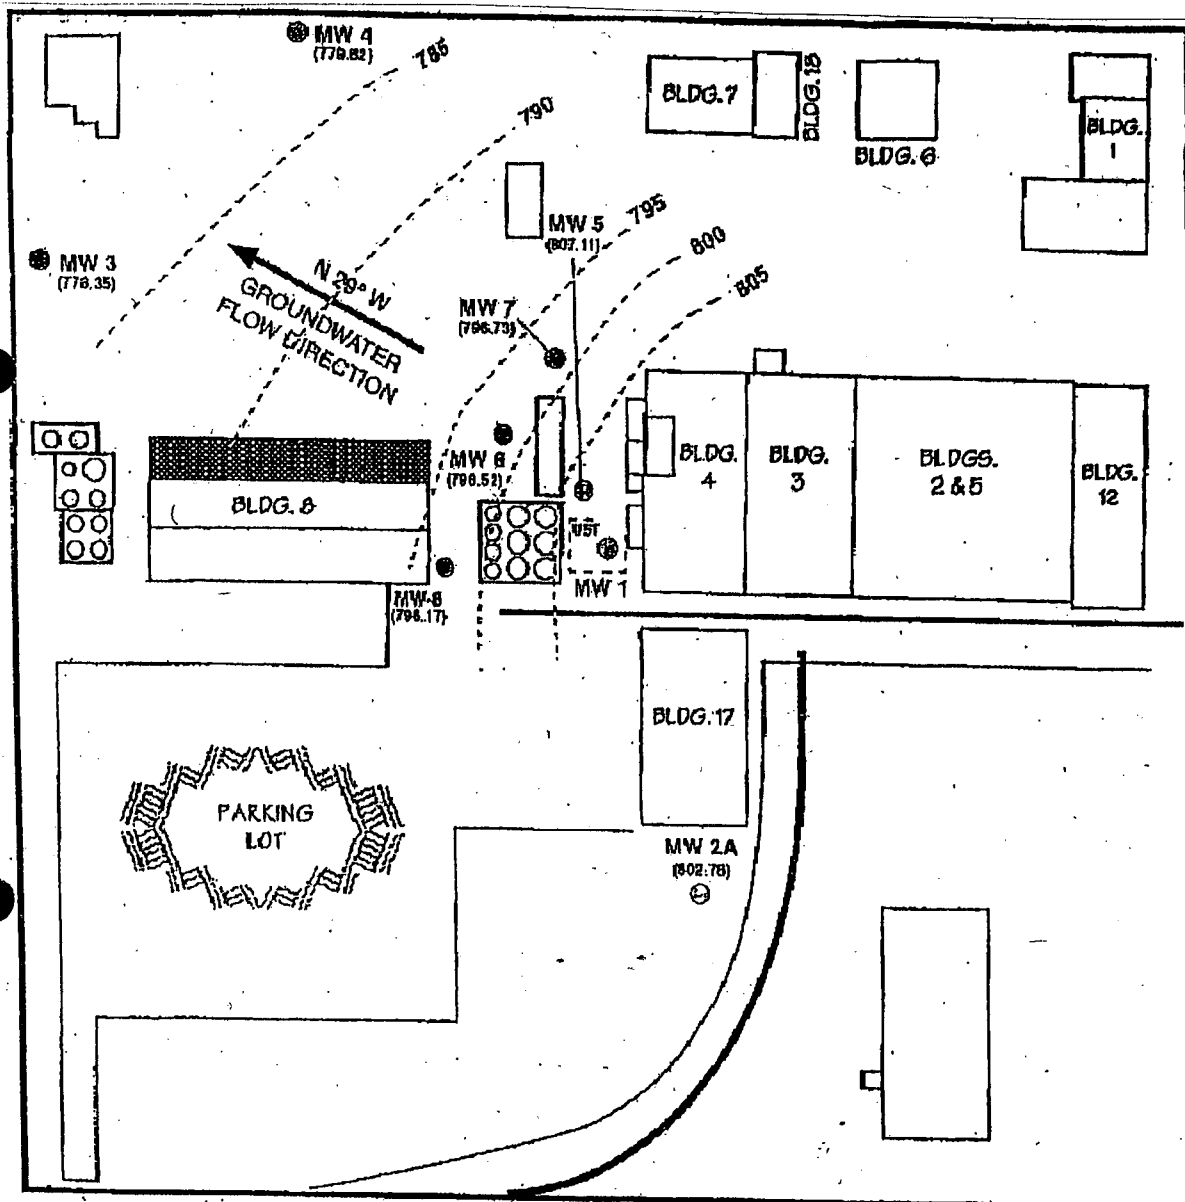 MW 4
(779.82)
785
790
BLDG. 7
BLDG. 18
BLDG. 6
BLDG.
1
MW 5
(807.11)
795
800
805
MW 3
(778.35)
N 29° W
GROUNDWATER
FLOW DIRECTION
MW 7
(796.73)
MW 6
(798.52)
BLDG. 8
BLDG.
4
BLDG.
3
BLDGS.
2 & 5
BLDG.
12
UST
MW 1
MW-8
(796.17)
BLDG. 17
PARKING
LOT
MW 2A
(802.78)